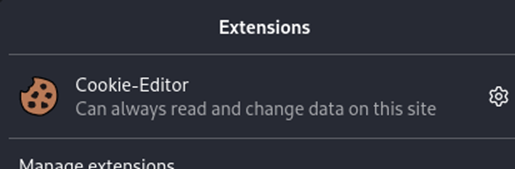 Extensions
Cookie-Editor
Can always read and change data on this site
Manage extensions